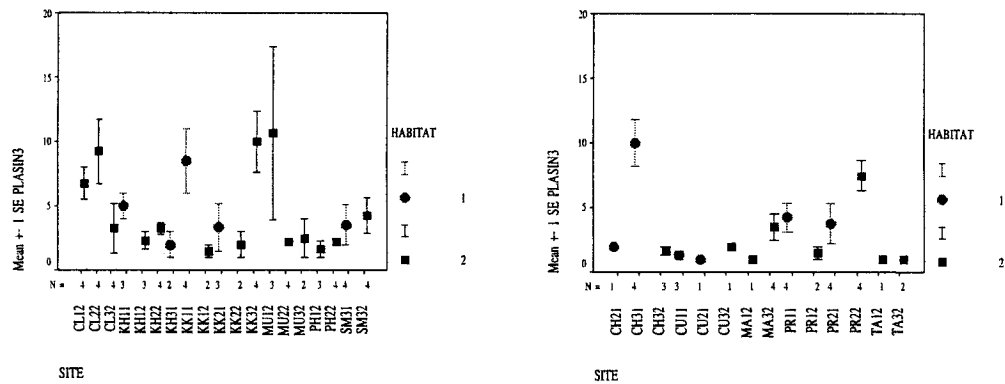 20
15
10
5
0
Mean +- 1 SE PLASIN3
N = 4 4 4 3 3 4 2 4 2 3 2 4 3 4 2 3 4 4 4
CL12
CL22
CL32
KH11
KH12
KH22
KH31
KK11
KK12
KK21
KK22
KK32
MU12
MU22
MU32
PH12
PH22
SM31
SM32
SITE
HABITAT
1
2
20
15
10
5
0
Mean +- 1 SE PLASIN3
N = 1 4 3 3 1 1 1 4 4 2 4 4 1 2
CH21
CH31
CH32
CU11
CU21
CU32
MA12
MA32
PR11
PR12
PR21
PR22
TA12
TA32
SITE
HABITAT
1
2